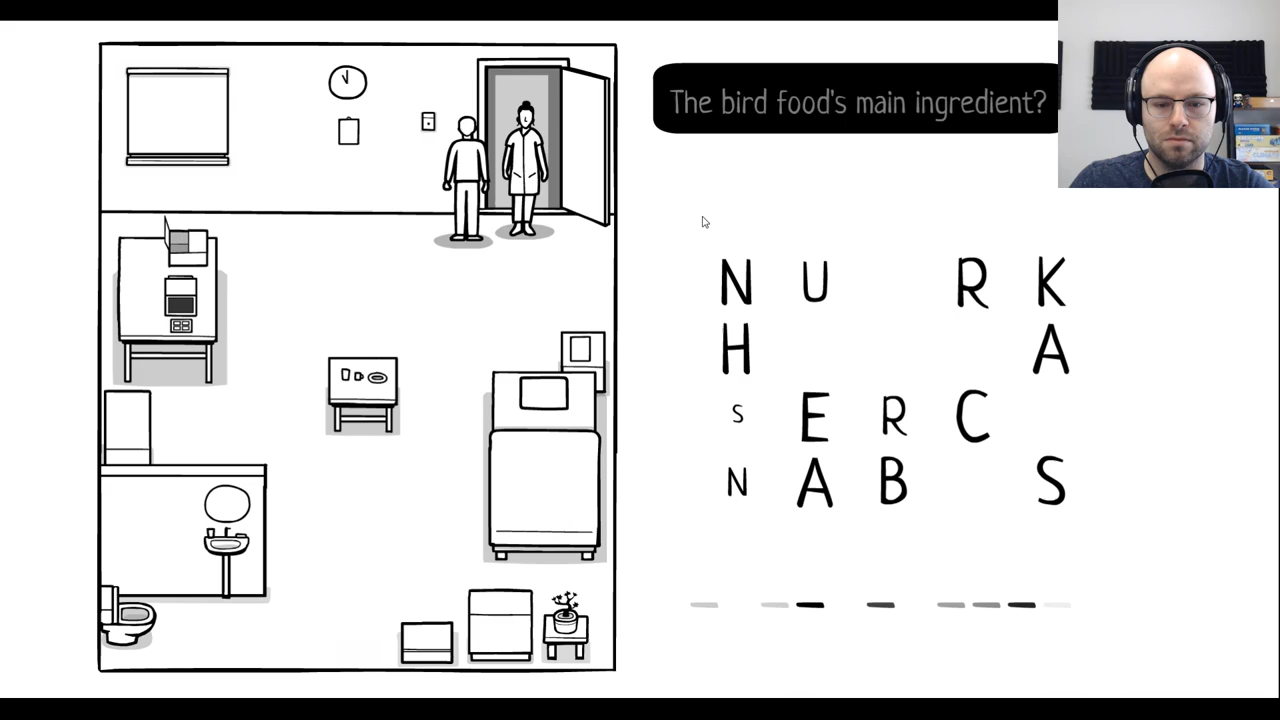 The bird food's main ingredient?
N U R K
H A
S E R C
N A B S